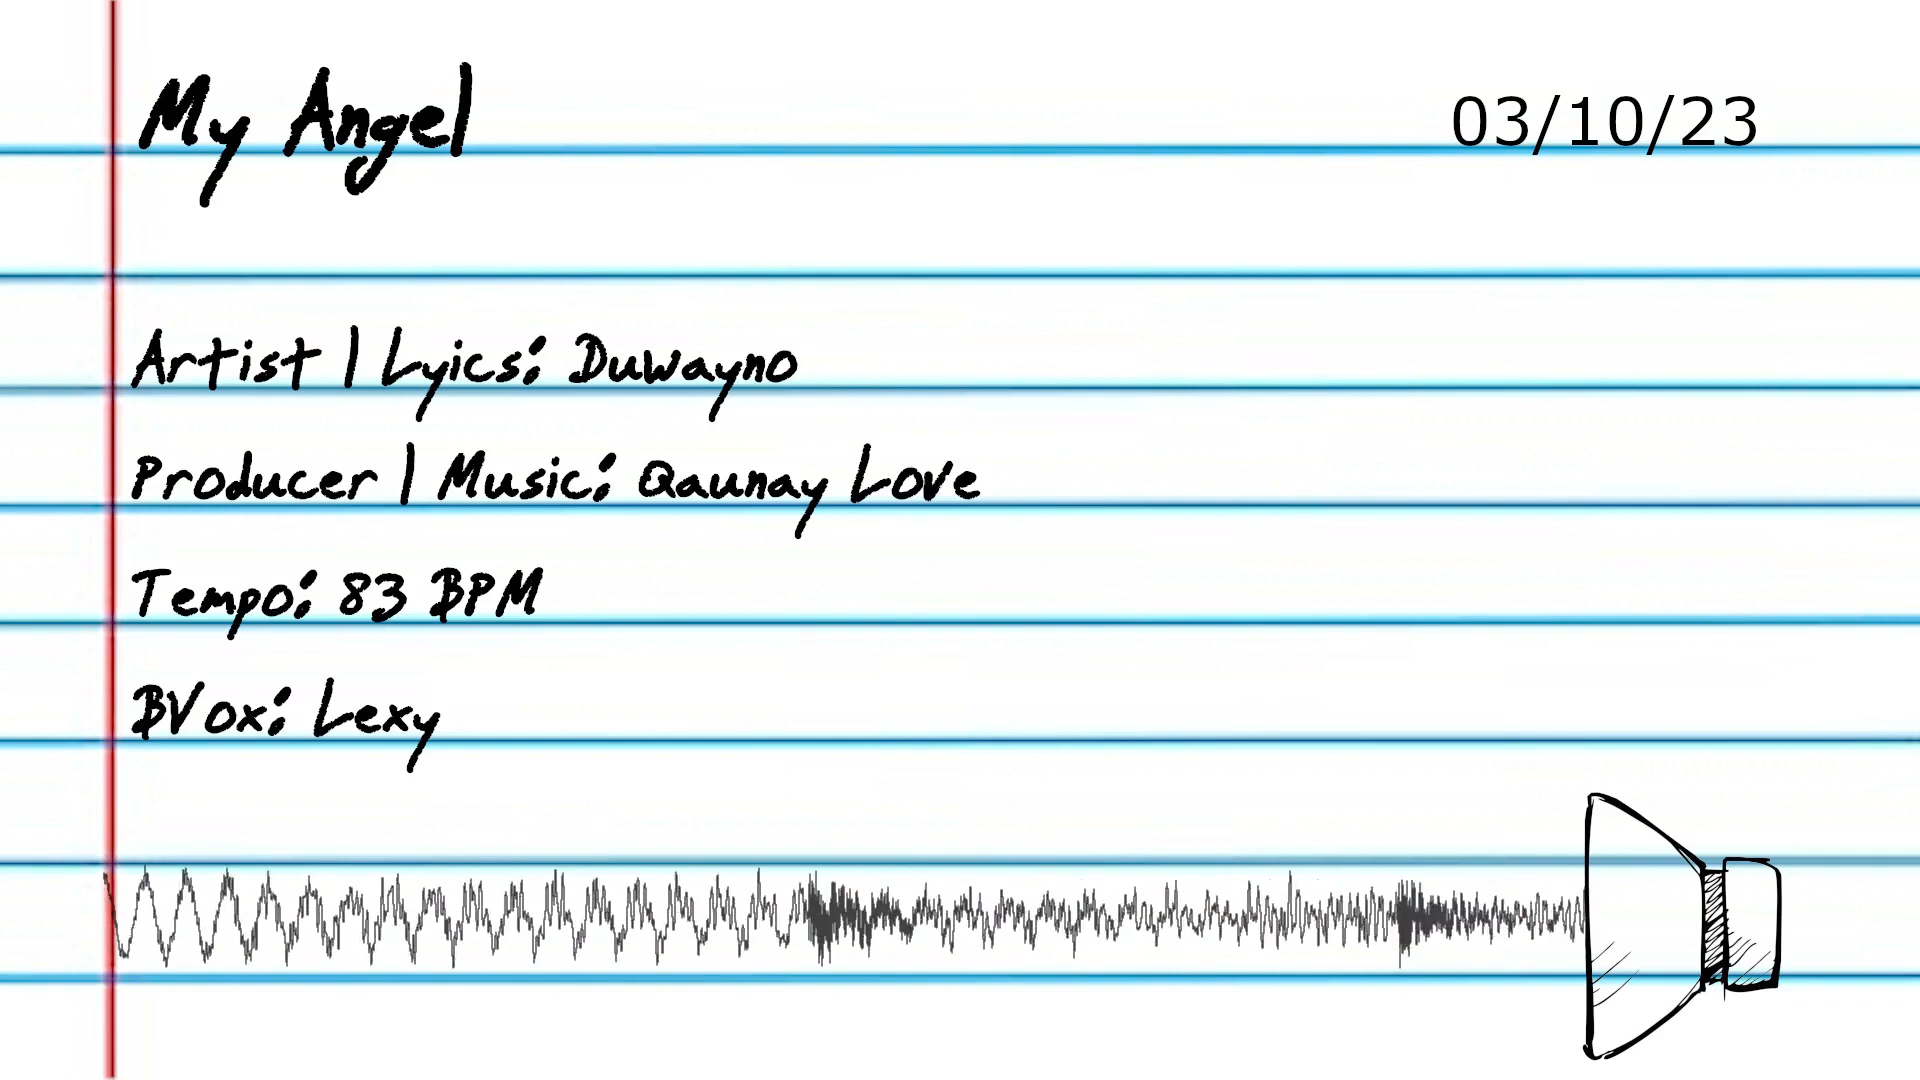 My Angel
03/10/23
Artist | Lyics: Duwayno
Producer | Music: Qaunay Love
Tempo: 83 BPM
BVox: Lexy